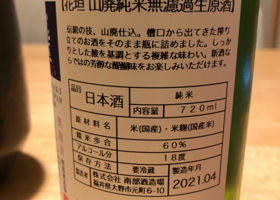 花垣 山廃純米無濾過生原酒
伝統の技、山廃仕込。槽口から出てきた搾り
立てのお酒をそのまま瓶に詰めました。しっか
りとした酸を基調とする複雑な味わい。新酒な
らではの芳醇な醍醐味をお楽しみいただけます。
品目
日本酒
純米
内容量
720ml
原材料
米(国産)・米麹(国産米)
精米歩合
60%
アルコール分
18度
保存方法
要冷蔵
製造年月
2021.04
製造者
株式会社 南部酒造場
福井県大野市元町6-10